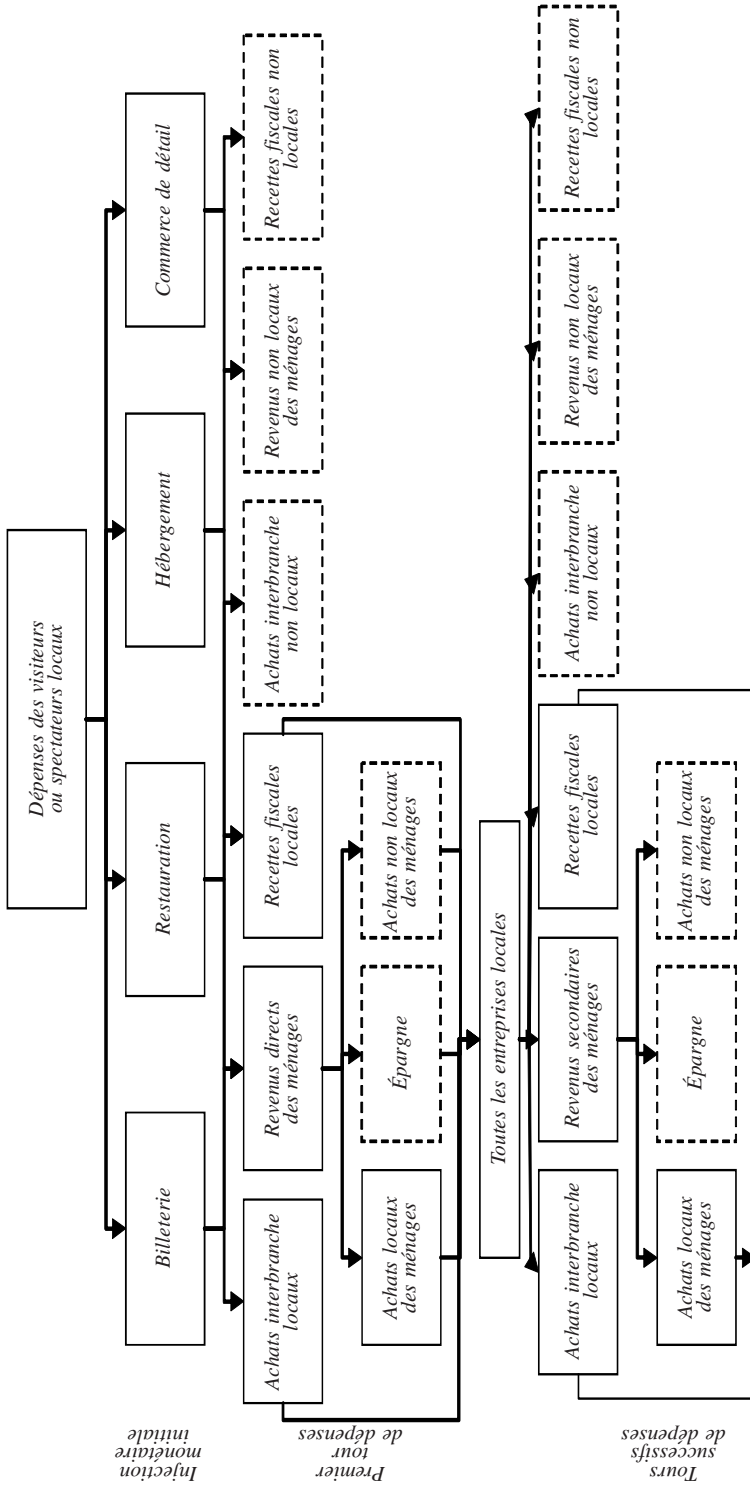 Dépenses des visiteurs
ou spectateurs locaux
Injection
monétaire
initiale
Billeterie
Restauration
Hébergement
Commerce de détail
Premier
tour
de dépenses
Achats interbranche
locaux
Revenus directs
des ménages
Recettes fiscales
locales
Achats interbranche
non locaux
Revenus non locaux
des ménages
Recettes fiscales non
locales
Achats locaux
des ménages
Épargne
Achats non locaux
des ménages
Toutes les entreprises locales
Tours
successifs
de dépenses
Achats interbranche
locaux
Revenus secondaires
des ménages
Recettes fiscales
locales
Achats interbranche
non locaux
Revenus non locaux
des ménages
Recettes fiscales non
locales
Achats locaux
des ménages
Épargne
Achats non locaux
des ménages